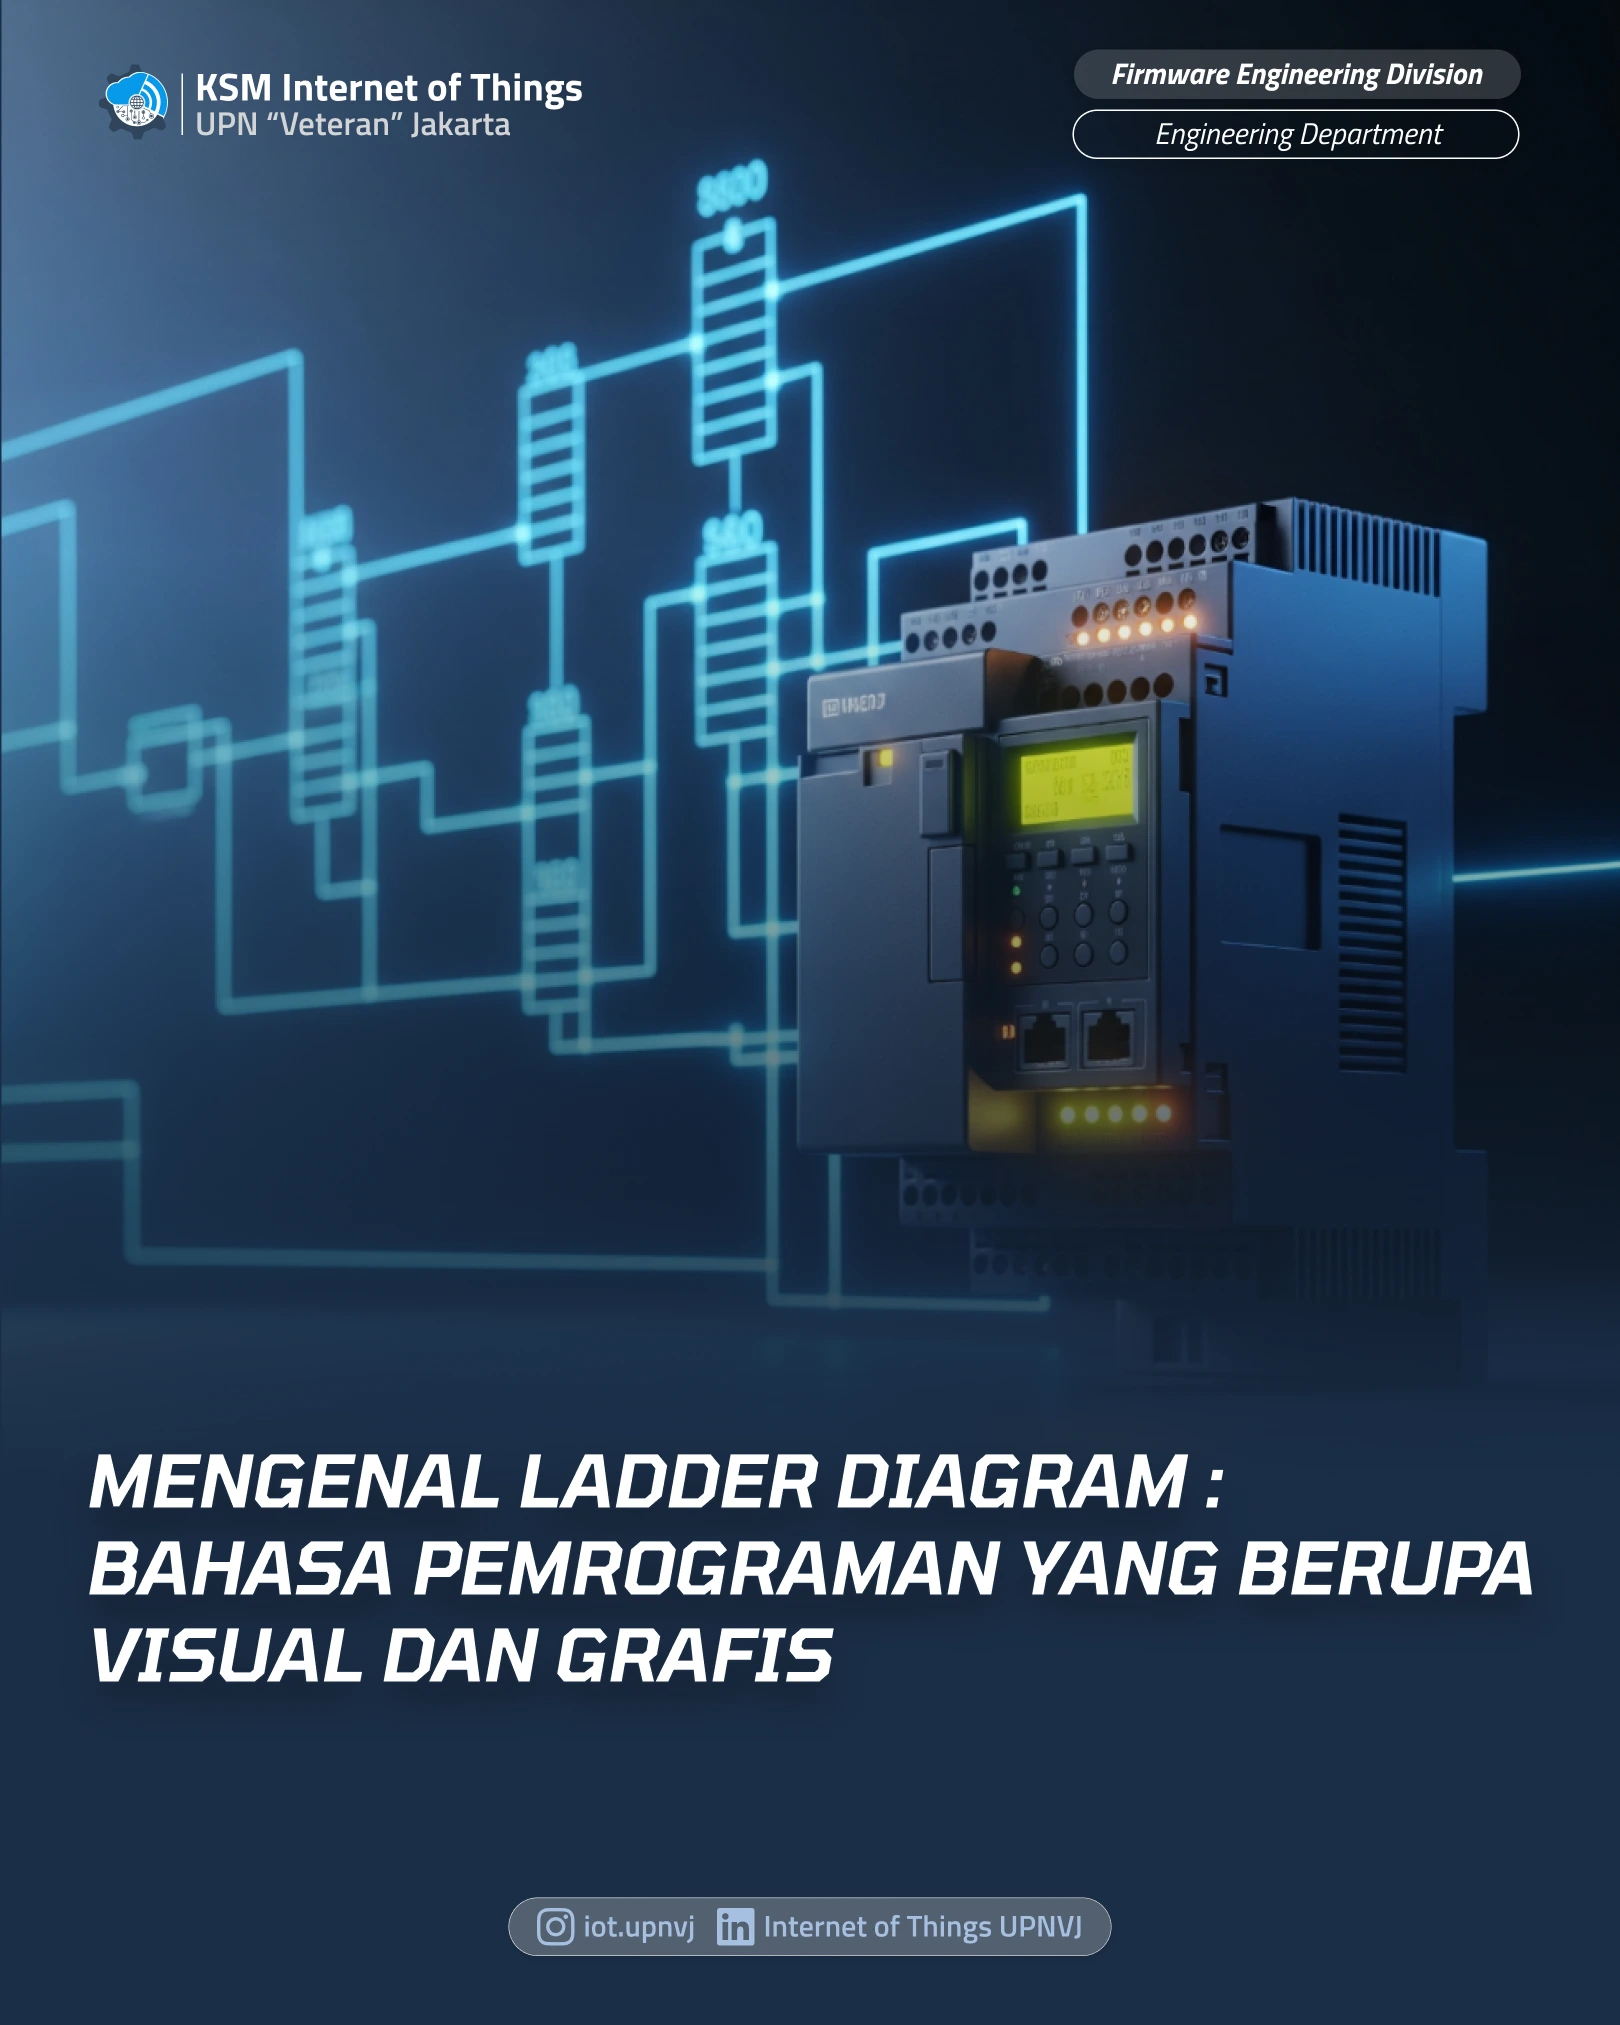 KSM Internet of Things
UPN “Veteran” Jakarta
Firmware Engineering Division
Engineering Department
MENGENAL LADDER DIAGRAM :
BAHASA PEMROGRAMAN YANG BERUPA
VISUAL DAN GRAFIS
iot.upnvj
Internet of Things UPNVJ